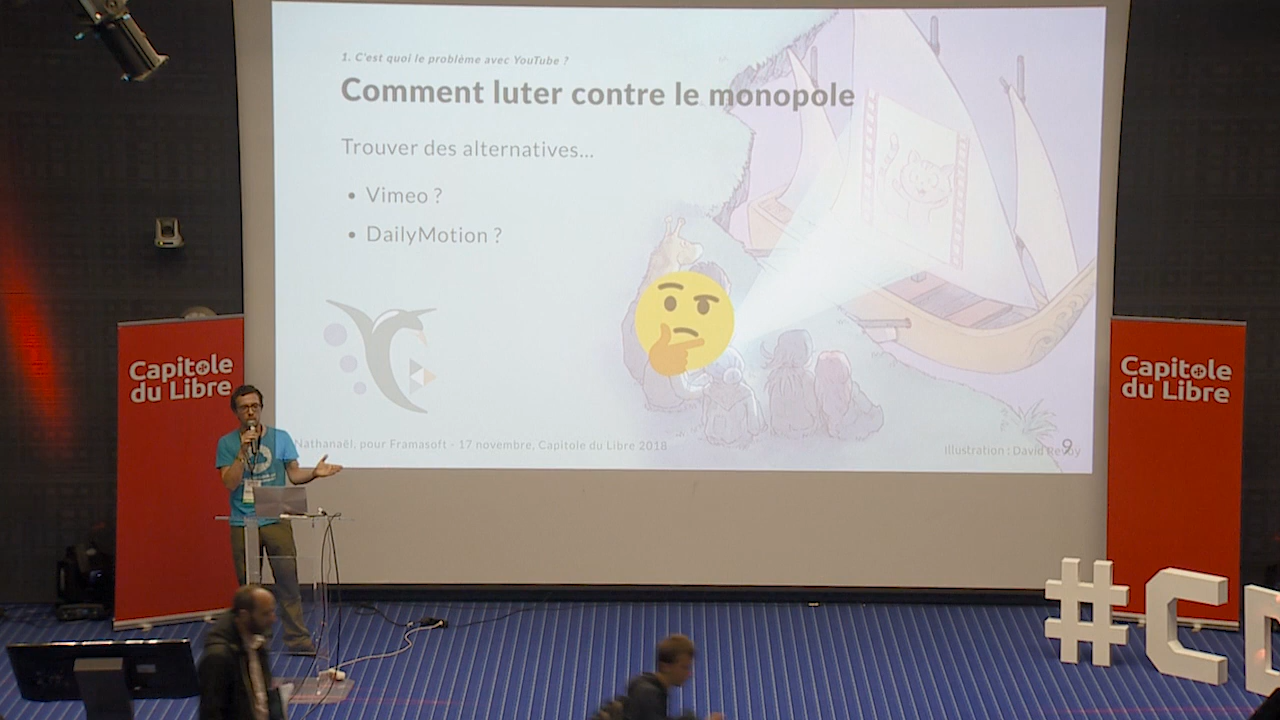 1. C'est quoi le problème avec YouTube ?
Comment luter contre le monopole
Trouver des alternatives...
• Vimeo ?
• DailyMotion ?
Nathanaël, pour Framasoft - 17 novembre, Capitole du Libre 2018
Illustration : David Revoy
9
Capitole
du Libre
Capitole
du Libre
#C